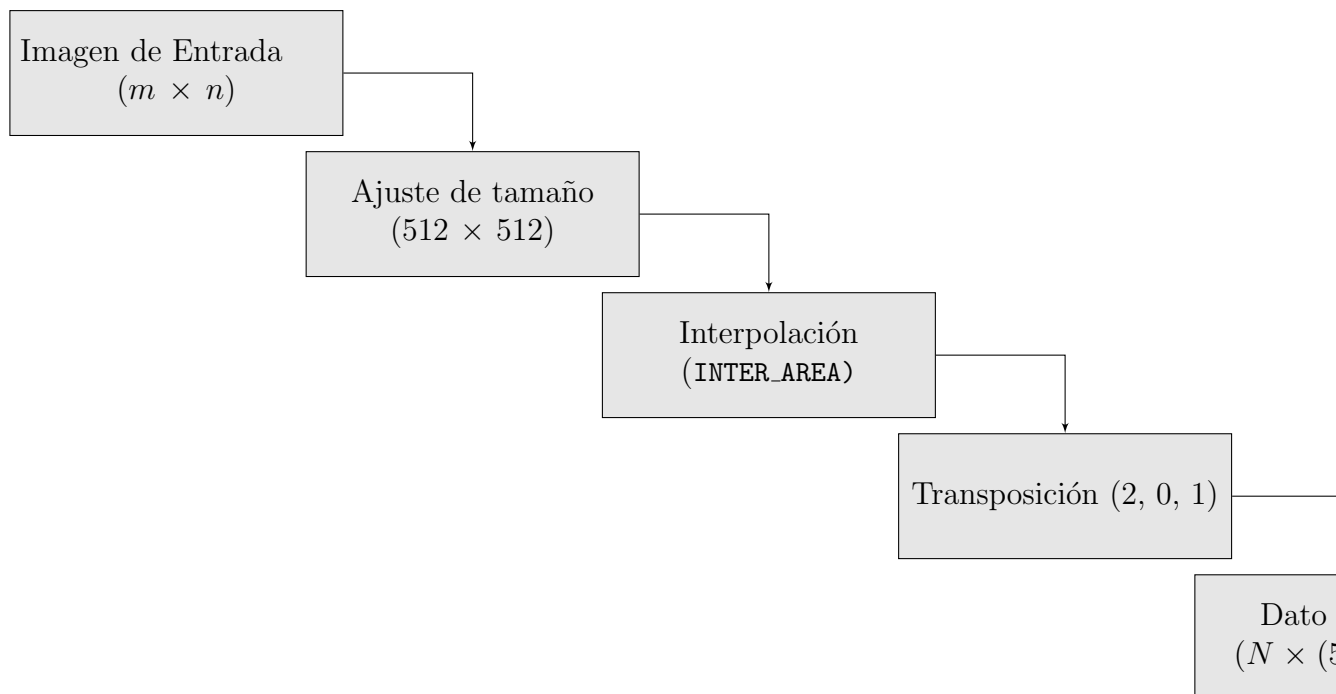 Imagen de Entrada
(m × n)
Ajuste de tamaño
(512 × 512)
Interpolación
(INTER_AREA)
Transposición (2, 0, 1)
Dato
(N × (5